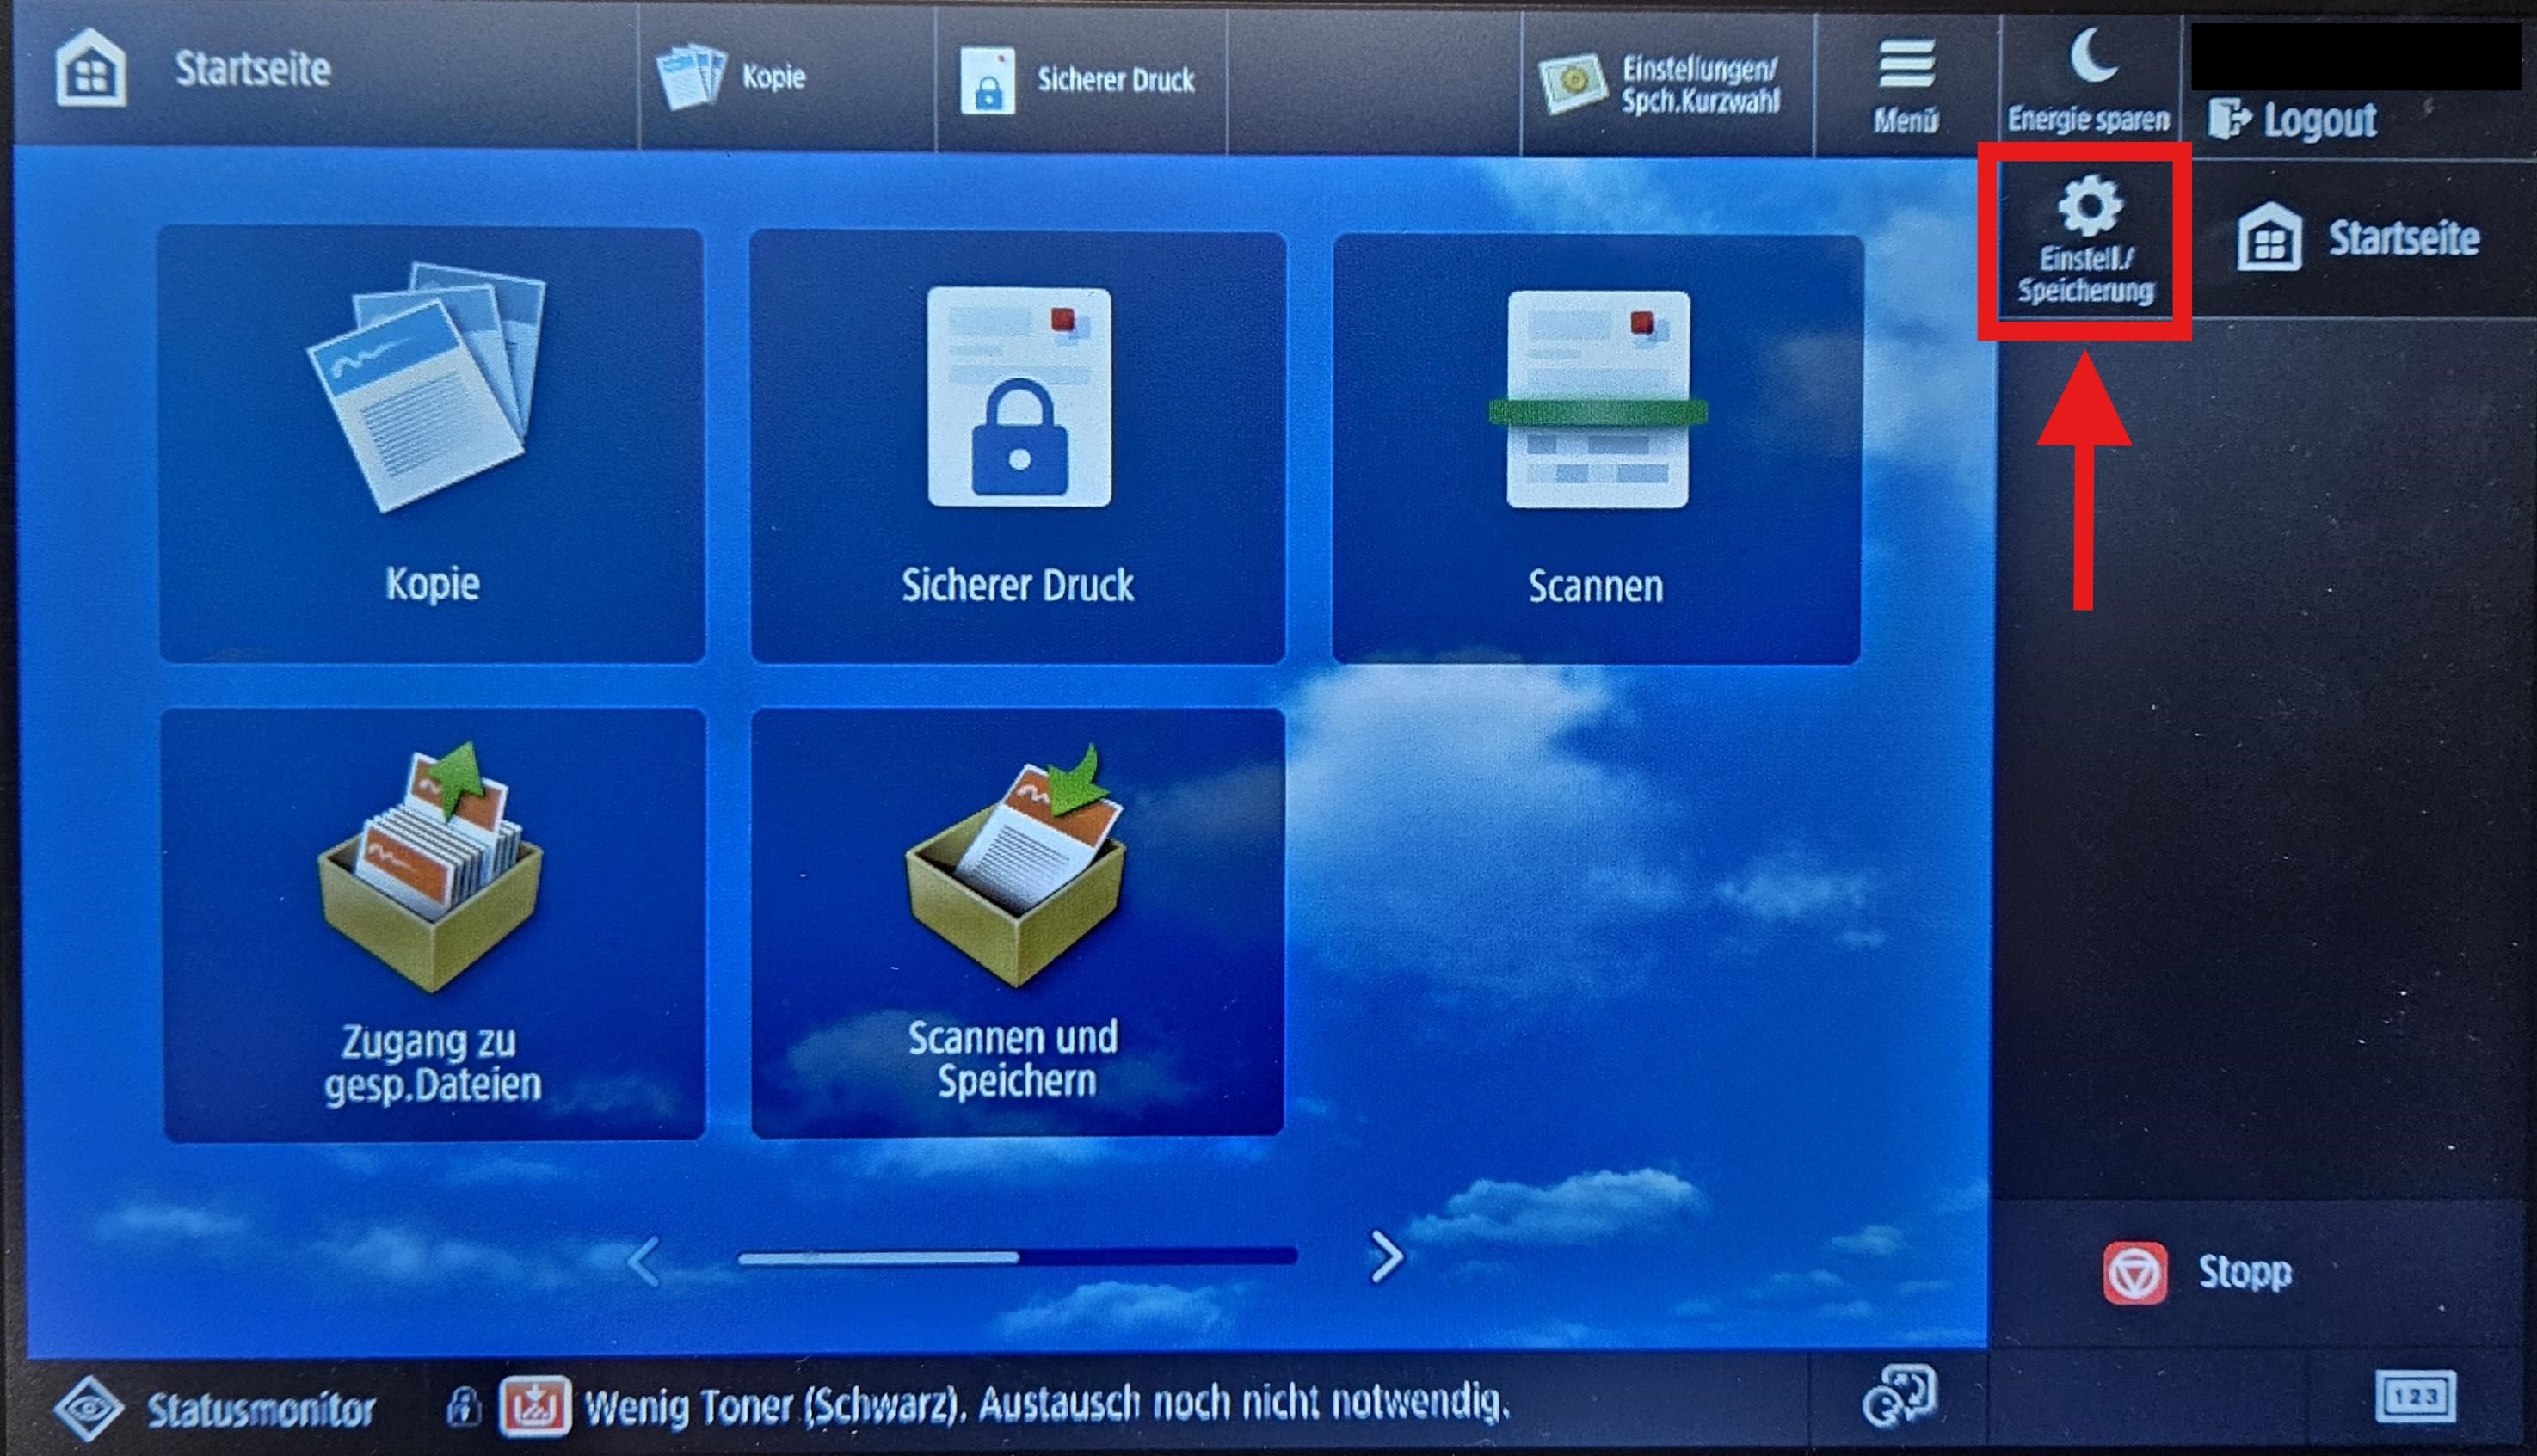 Startseite
Kopie
Sicherer Druck
Einstellungen/
Spch.Kurzwahl
Menü
Energie sparen
Logout
Einstell./
Speicherung
Startseite
Kopie
Sicherer Druck
Scannen
Zugang zu
gesp.Dateien
Scannen und
Speichern
Stopp
Statusmonitor
Wenig Toner (Schwarz). Austausch noch nicht notwendig.
123